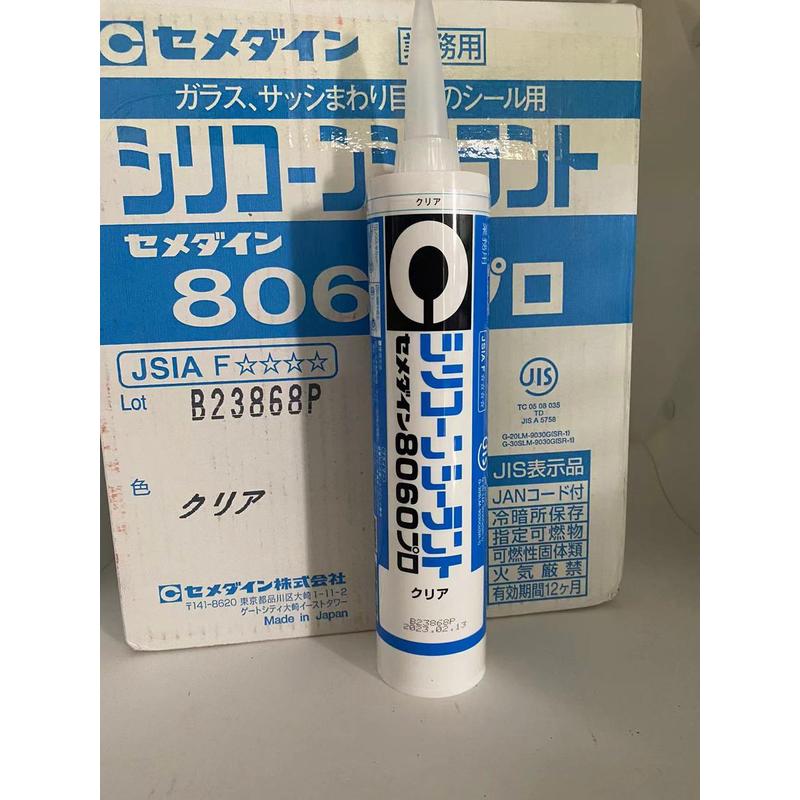 セメダイン 業務用
ガラス、サッシまわり目 のシール用
シリコーンシーラント
セメダイン
806 プロ
JSIA F☆☆☆☆
Lot B23868P
色 クリア
セメダイン株式会社
〒141-8620 東京都品川区大崎1-11-2
ゲートシティ大崎イーストタワー
Made in Japan
JIS
TC 05 08 035
TD
JIS A 5758
G-20LM-9030G(SR-1)
G-30SLM-9030G(SR-1)
JIS表示品
JANコード付
冷暗所保存
指定可燃物
可燃性固体類
火気厳禁
有効期間12ヶ月
クリア
業務用
シリコーンシーラント
セメダイン8060プロ
JSIA F☆☆☆☆
JIS
クリア
B23868P
2023.02.13